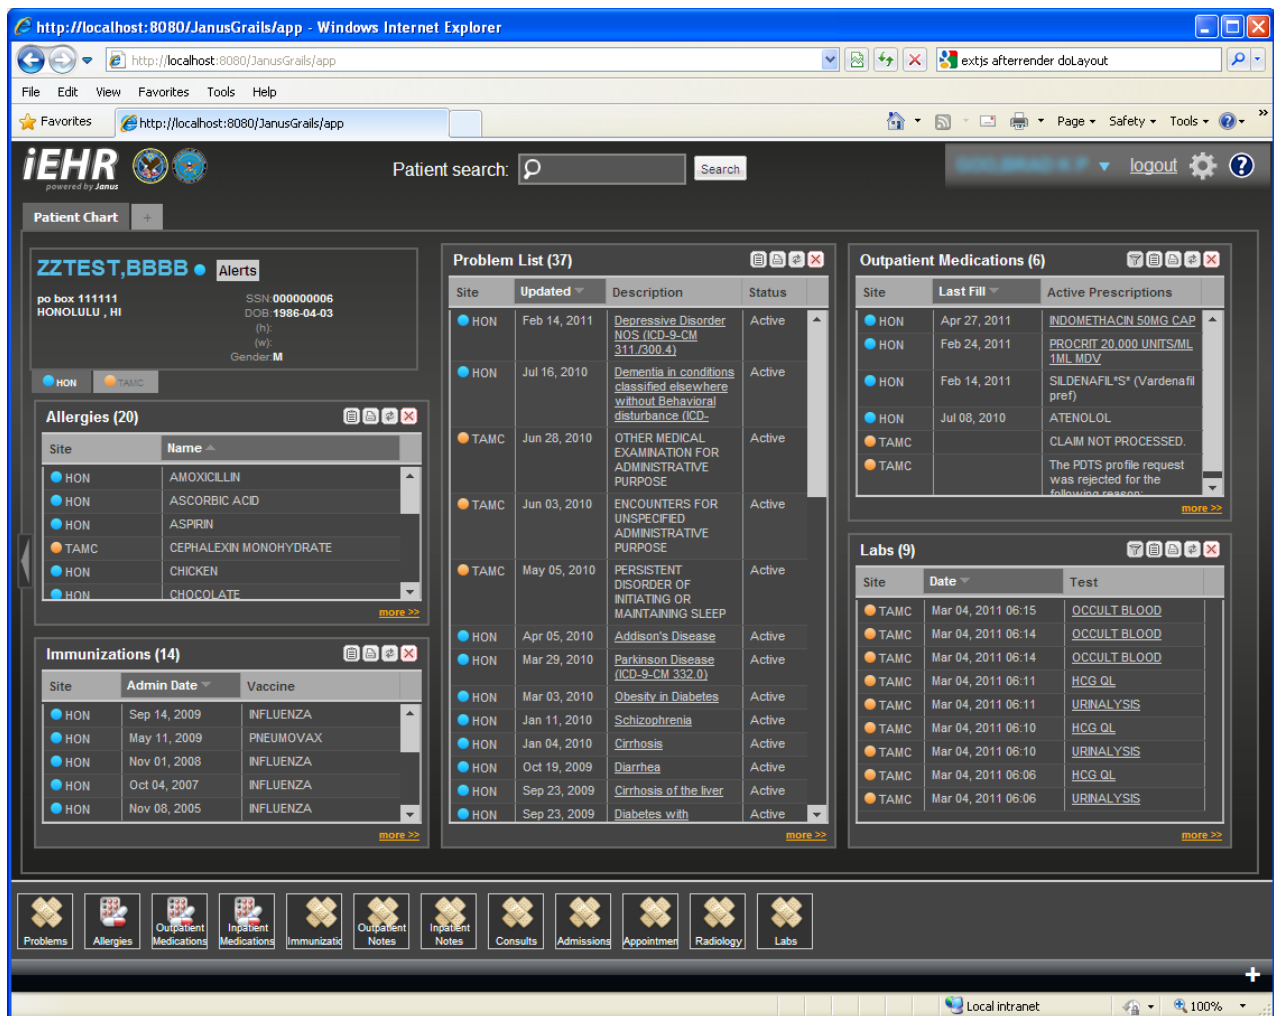 http://localhost:8080/JanusGrails/app - Windows Internet Explorer
http://localhost:8080/JanusGrails/app
extjs afterrender doLayout
File Edit View Favorites Tools Help
Favorites http://localhost:8080/JanusGrails/app Page Safety Tools »
iEHR
powered by Janus
Patient search: Search
logout
Patient Chart +
ZZTEST,BBBB Alerts
po box 111111 SSN:000000006
HONOLULU , HI DOB:1986-04-03
(h):
(w):
Gender:M
HON TAMC
Allergies (20)
Site Name
HON AMOXICILLIN
HON ASCORBIC ACID
HON ASPIRIN
TAMC CEPHALEXIN MONOHYDRATE
HON CHICKEN
HON CHOCOLATE
more >>
Immunizations (14)
Site Admin Date Vaccine
HON Sep 14, 2009 INFLUENZA
HON May 11, 2009 PNEUMOVAX
HON Nov 01, 2008 INFLUENZA
HON Oct 04, 2007 INFLUENZA
HON Nov 08, 2005 INFLUENZA
more >>
Problem List (37)
Site Updated Description Status
HON Feb 14, 2011 Depressive Disorder Active
NOS (ICD-9-CM
311./300.4)
HON Jul 16, 2010 Dementia in conditions Active
classified elsewhere
without Behavioral
disturbance (ICD-
TAMC Jun 28, 2010 OTHER MEDICAL Active
EXAMINATION FOR
ADMINISTRATIVE
PURPOSE
TAMC Jun 03, 2010 ENCOUNTERS FOR Active
UNSPECIFIED
ADMINISTRATIVE
PURPOSE
TAMC May 05, 2010 PERSISTENT Active
DISORDER OF
INITIATING OR
MAINTAINING SLEEP
HON Apr 05, 2010 Addison's Disease Active
HON Mar 29, 2010 Parkinson Disease Active
(ICD-9-CM 332.0)
HON Mar 03, 2010 Obesity in Diabetes Active
HON Jan 11, 2010 Schizophrenia Active
HON Jan 04, 2010 Cirrhosis Active
HON Oct 19, 2009 Diarrhea Active
HON Sep 23, 2009 Cirrhosis of the liver Active
HON Sep 23, 2009 Diabetes with Active
more >>
Outpatient Medications (6)
Site Last Fill Active Prescriptions
HON Apr 27, 2011 INDOMETHACIN 50MG CAP
HON Feb 24, 2011 PROCRIT 20,000 UNITS/ML
1ML MDV
HON Feb 14, 2011 SILDENAFIL*S* (Vardenafil
pref)
HON Jul 08, 2010 ATENOLOL
TAMC CLAIM NOT PROCESSED.
TAMC The PDTS profile request
was rejected for the
following reason:
more >>
Labs (9)
Site Date Test
TAMC Mar 04, 2011 06:15 OCCULT BLOOD
TAMC Mar 04, 2011 06:14 OCCULT BLOOD
TAMC Mar 04, 2011 06:14 OCCULT BLOOD
TAMC Mar 04, 2011 06:11 HCG QL
TAMC Mar 04, 2011 06:11 URINALYSIS
TAMC Mar 04, 2011 06:10 HCG QL
TAMC Mar 04, 2011 06:10 URINALYSIS
TAMC Mar 04, 2011 06:06 HCG QL
TAMC Mar 04, 2011 06:06 URINALYSIS
more >>
Problems
Allergies
Outpatient
Medications
Inpatient
Medications
Immunizatic
Outpatient
Notes
Inpatient
Notes
Consults
Admissions
Appointmen
Radiology
Labs
+
Local intranet 100%